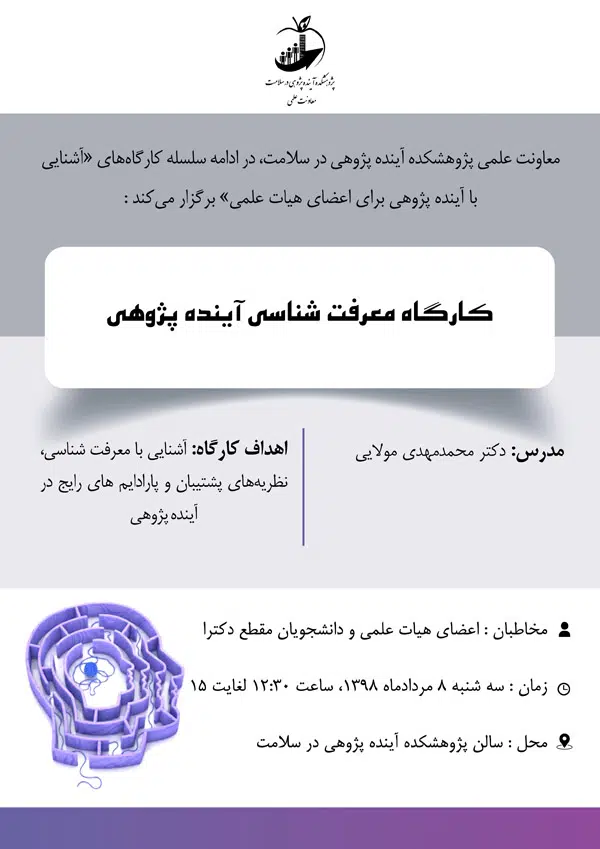 پژوهشکده آینده پژوهی در سلامت
معاونت علمی
معاونت علمی پژوهشکده آینده پژوهی در سلامت، در ادامه سلسله کارگاه‌های «آشنایی
با آینده پژوهی برای اعضای هیات علمی» برگزار می‌کند :
کارگاه معرفت شناسی آینده پژوهی
مدرس: دکتر محمدمهدی مولایی
اهداف کارگاه: آشنایی با معرفت شناسی،
نظریه‌های پشتیبان و پارادایم های رایج در
آینده‌پژوهی
مخاطبان : اعضای هیات علمی و دانشجویان مقطع دکترا
زمان : سه شنبه ۸ مردادماه ۱۳۹۸، ساعت ۱۲:۳۰ لغایت ۱۵
محل : سالن پژوهشکده آینده پژوهی در سلامت